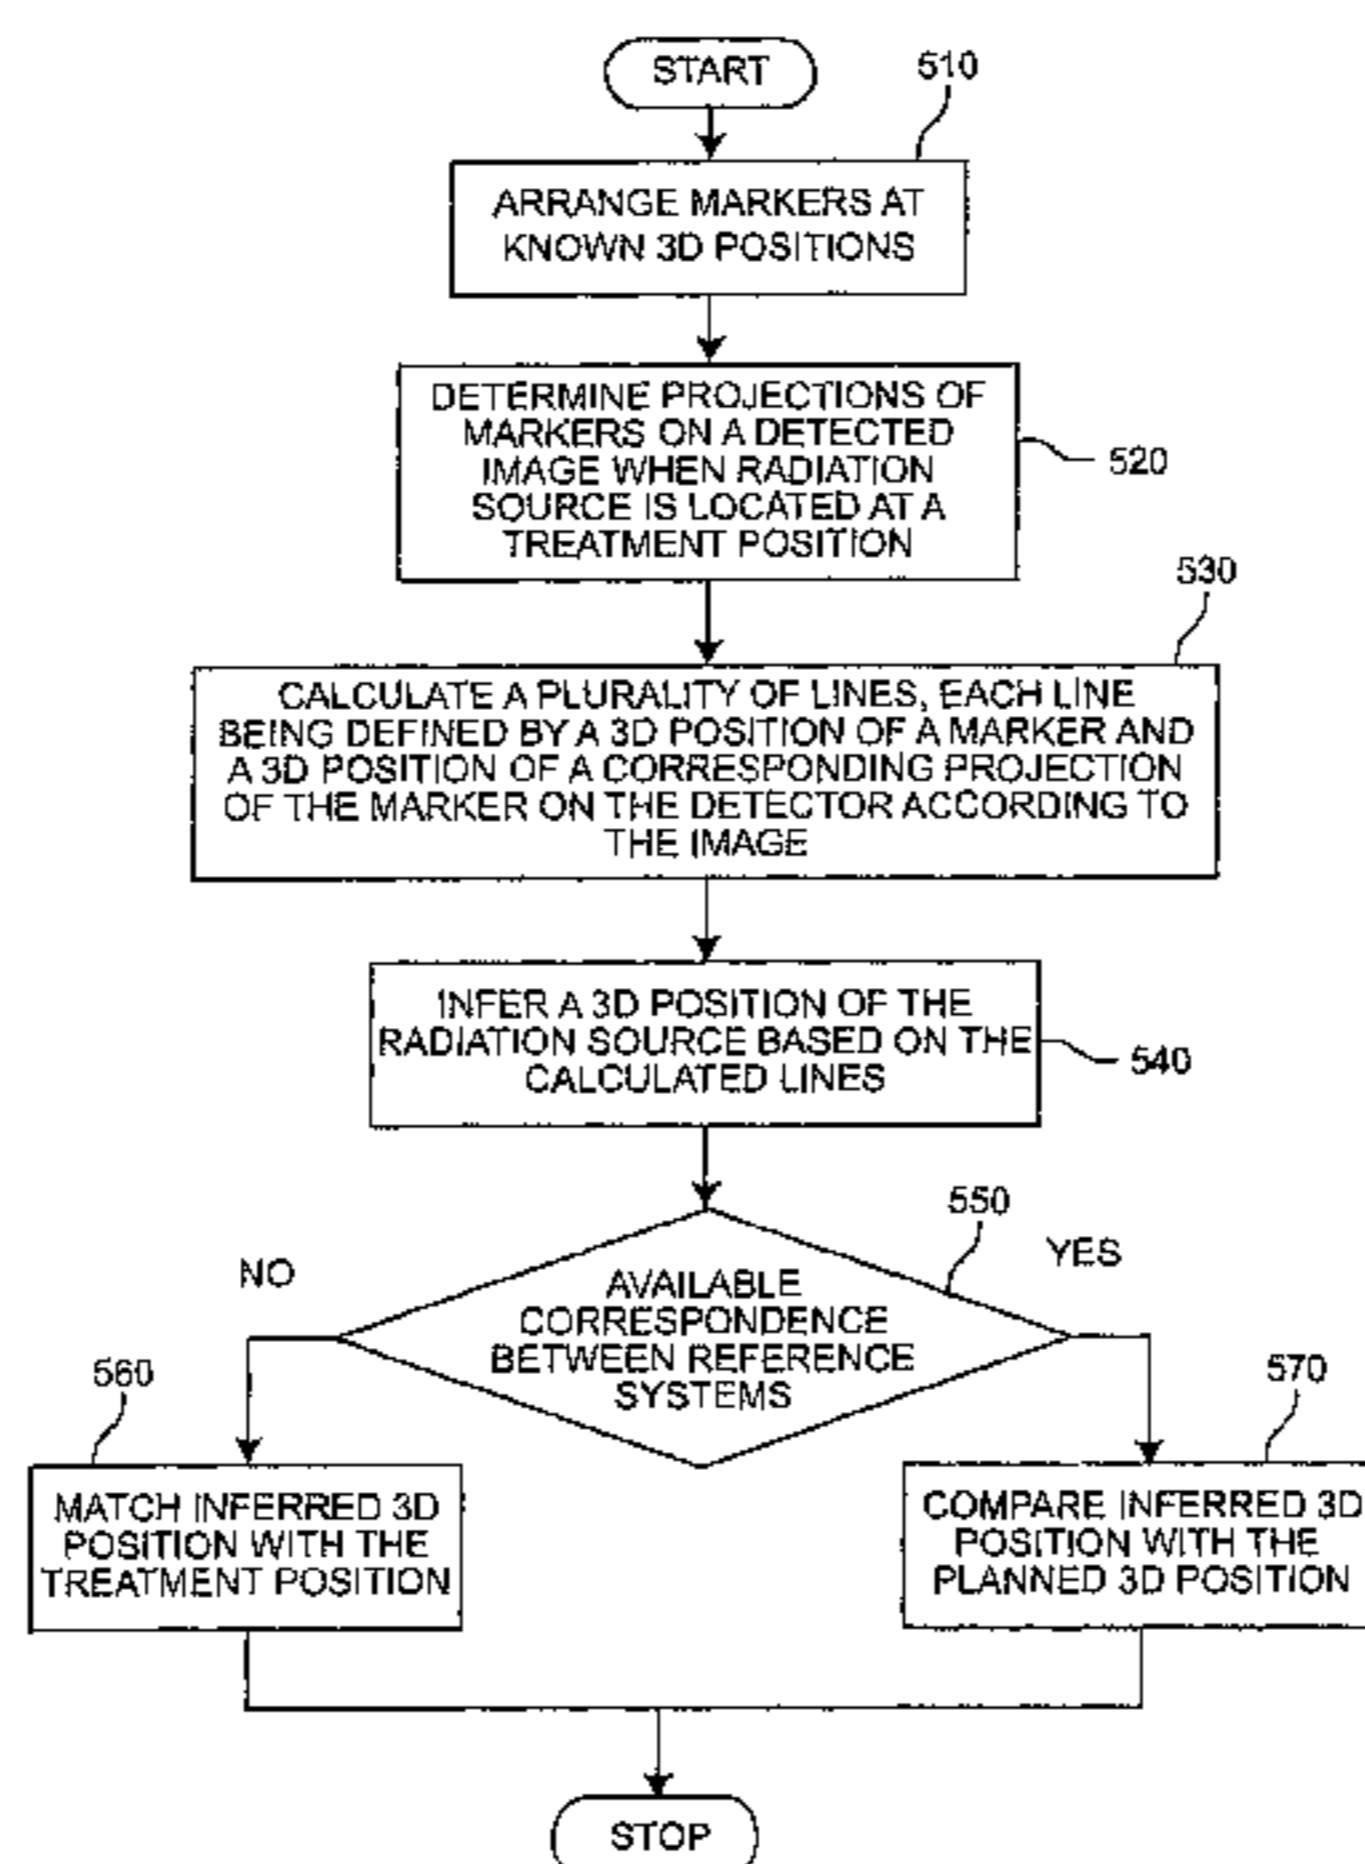 START
510
ARRANGE MARKERS AT
KNOWN 3D POSITIONS
DETERMINE PROJECTIONS OF
MARKERS ON A DETECTED
IMAGE WHEN RADIATION
SOURCE IS LOCATED AT A
TREATMENT POSITION
520
530
CALCULATE A PLURALITY OF LINES, EACH LINE
BEING DEFINED BY A 3D POSITION OF A MARKER AND
A 3D POSITION OF A CORRESPONDING PROJECTION
OF THE MARKER ON THE DETECTOR ACCORDING TO
THE IMAGE
INFER A 3D POSITION OF THE
RADIATION SOURCE BASED ON THE
CALCULATED LINES
540
550
NO
YES
AVAILABLE
CORRESPONDENCE
BETWEEN REFERENCE
SYSTEMS
560
570
MATCH INFERRED 3D
POSITION WITH THE
TREATMENT POSITION
COMPARE INFERRED 3D
POSITION WITH THE
PLANNED 3D POSITION
STOP